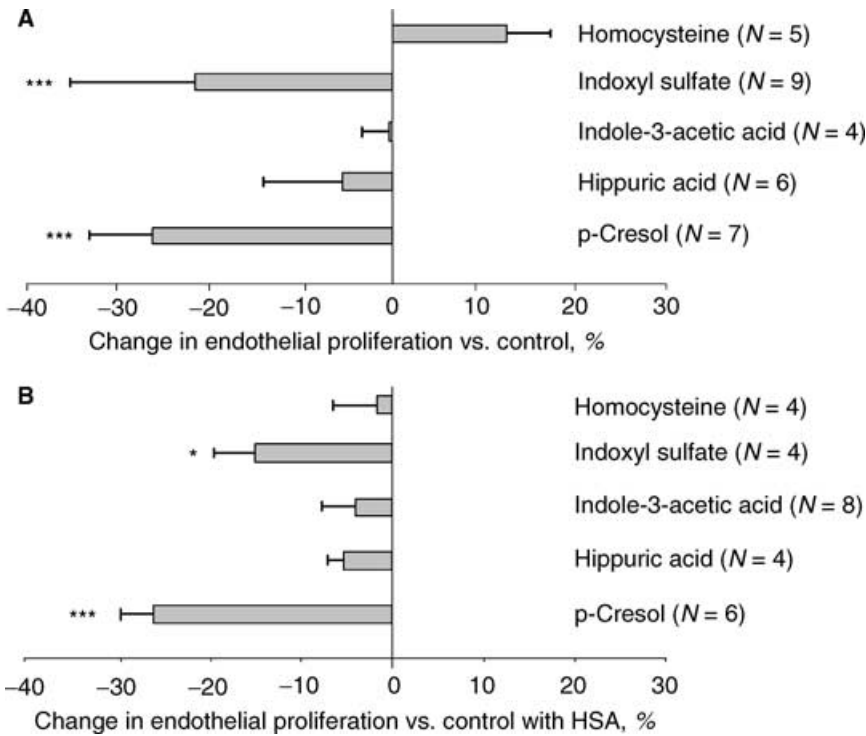 A
Homocysteine (N = 5)
*** Indoxyl sulfate (N = 9)
Indole-3-acetic acid (N = 4)
Hippuric acid (N = 6)
*** p-Cresol (N = 7)
–40 –30 –20 –10 0 10 20 30
Change in endothelial proliferation vs. control, %
B
Homocysteine (N = 4)
* Indoxyl sulfate (N = 4)
Indole-3-acetic acid (N = 8)
Hippuric acid (N = 4)
*** p-Cresol (N = 6)
–40 –30 –20 –10 0 10 20 30
Change in endothelial proliferation vs. control with HSA, %